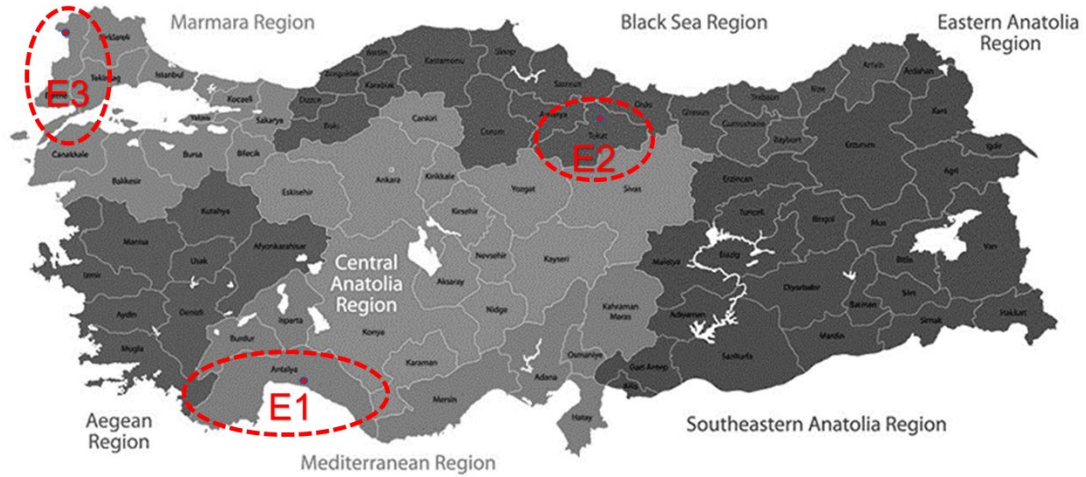 Marmara Region
Black Sea Region
Eastern Anatolia
Region
Kirklareli
Tekirdag
Istanbul
E3
Kocaeli
Yalova
Sakarya
Duzce
Zonguldak
Bartin
Karabuk
Kastamonu
Sinop
Samsun
Ordu
Giresun
Trabzon
Rize
Artvin
Ardahan
Kars
Igdir
Agri
Canakkale
Balikesir
Bursa
Bilecik
Bolu
Cankiri
Corum
Amasya
Tokat
E2
Gumushane
Erzurum
Erzincan
Eskisehir
Ankara
Kirikkale
Yozgat
Sivas
Kirsehir
Kutahya
Manisa
Usak
Afyonkarahisar
Izmir
Aydin
Denizli
Mugla
Central
Anatolia
Region
Aksaray
Nevsehir
Kayseri
Nidge
Konya
Isparta
Burdur
Antalya
E1
Karaman
Mersin
Adana
Osmaniye
Hatay
Kahraman
Maras
Malatya
Adiyaman
Tunceli
Elazig
Bingol
Mus
Bitlis
Van
Diyarbakir
Batman
Siirt
Sirnak
Hakkari
Mardin
Sanliurfa
Gazi Antep
Aegean
Region
Mediterranean Region
Southeastern Anatolia Region